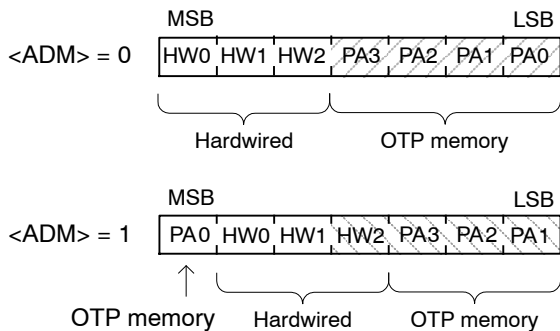 MSB LSB
<ADM> = 0 HW0 HW1 HW2 PA3 PA2 PA1 PA0
Hardwired OTP memory
MSB LSB
<ADM> = 1 PA0 HW0 HW1 HW2 PA3 PA2 PA1
OTP memory Hardwired OTP memory